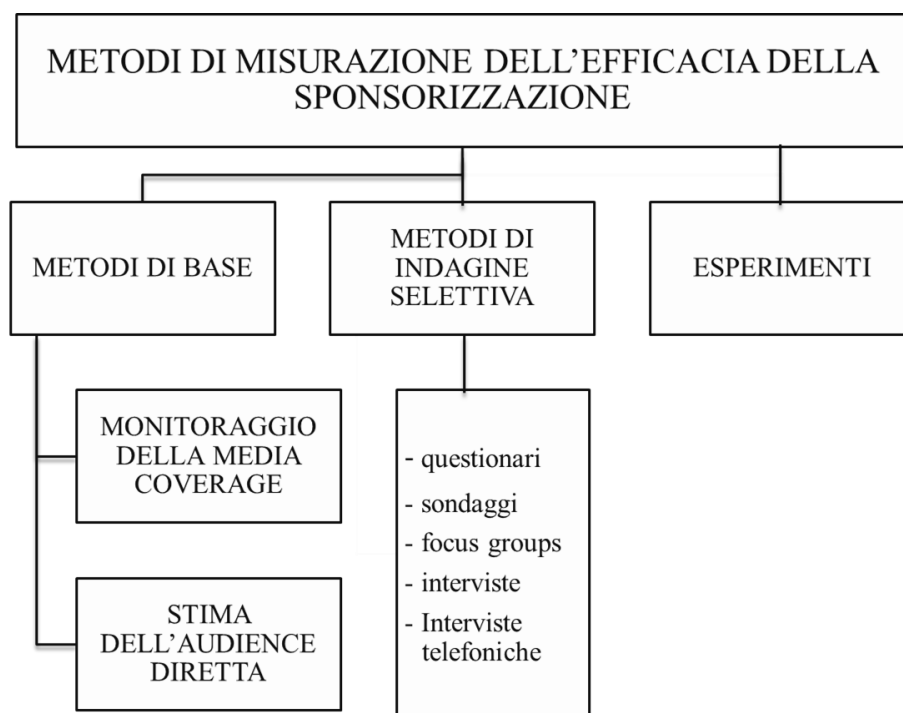 METODI DI MISURAZIONE DELL’EFFICACIA DELLA
SPONSORIZZAZIONE
METODI DI BASE
METODI DI
INDAGINE
SELETTIVA
ESPERIMENTI
MONITORAGGIO
DELLA MEDIA
COVERAGE
STIMA
DELL’AUDIENCE
DIRETTA
- questionari
- sondaggi
- focus groups
- interviste
- Interviste
telefoniche